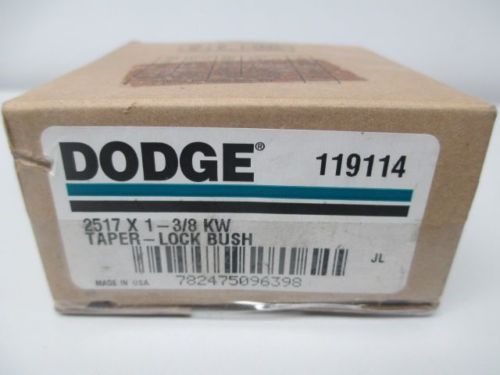 DODGE® 119114
2517 X 1-3/8 KW
TAPER-LOCK BUSH
JL
MADE IN USA
782475096398